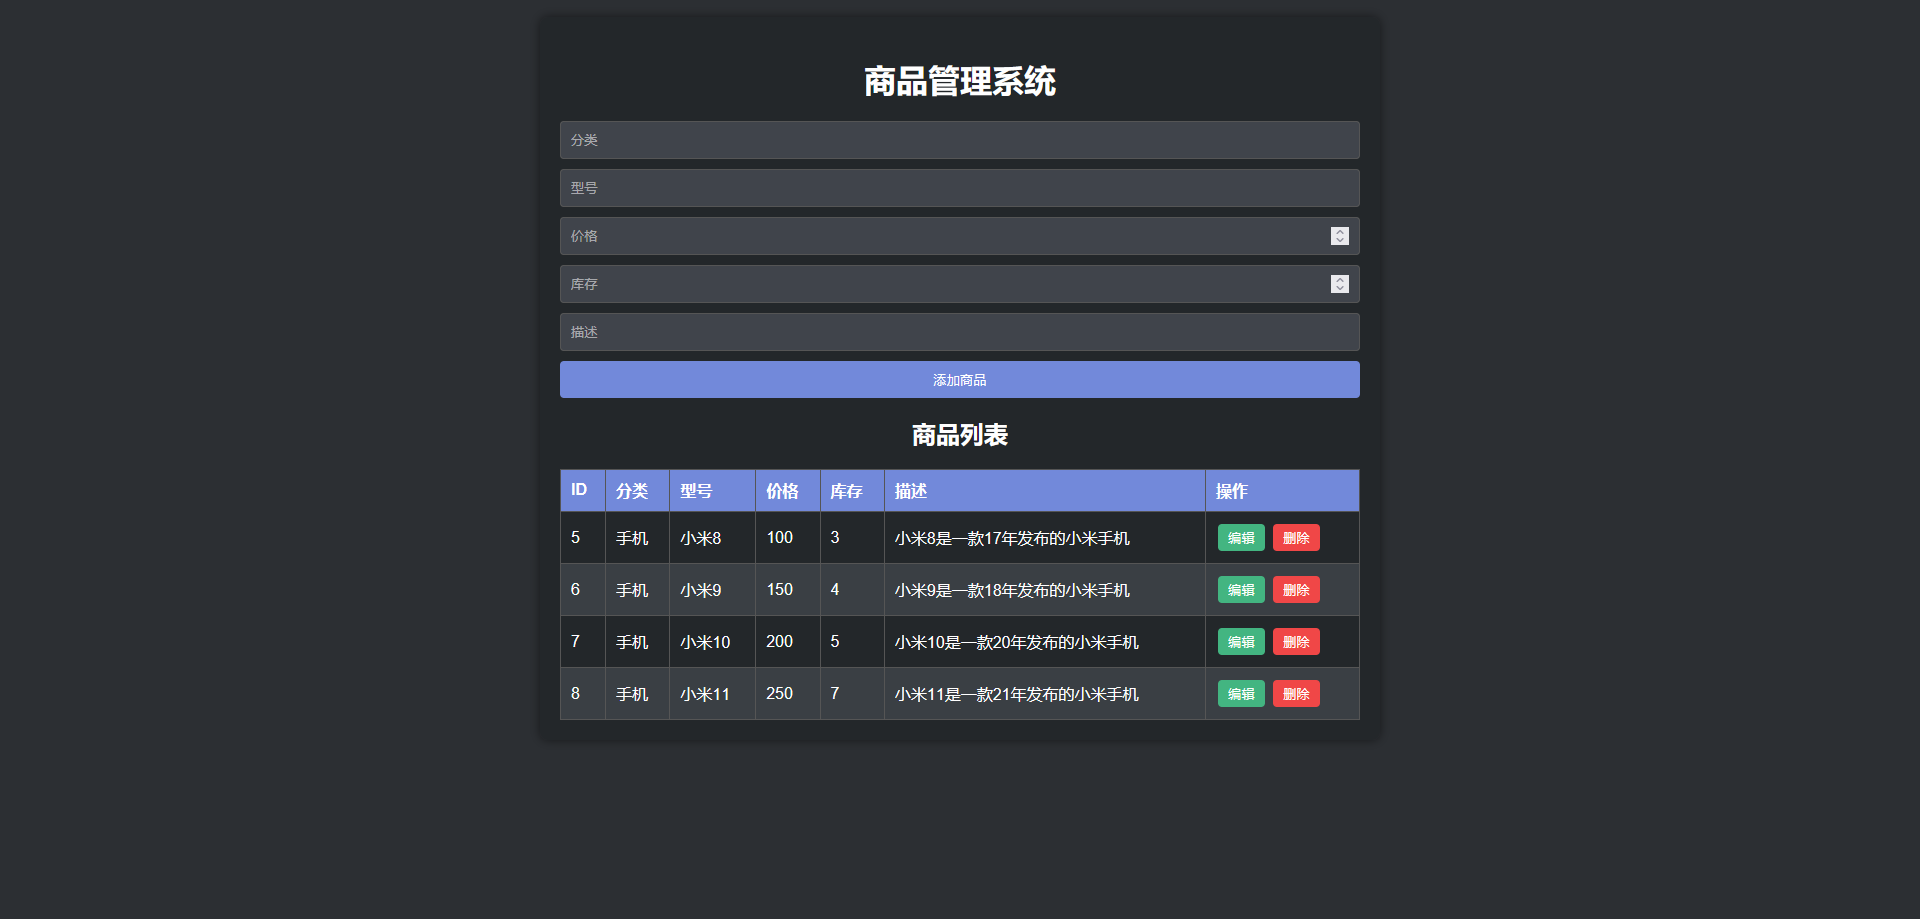 商品管理系统
分类
型号
价格
库存
描述
添加商品
商品列表
ID 分类 型号 价格 库存 描述 操作
5 手机 小米8 100 3 小米8是一款17年发布的小米手机 编辑 删除
6 手机 小米9 150 4 小米9是一款18年发布的小米手机 编辑 删除
7 手机 小米10 200 5 小米10是一款20年发布的小米手机 编辑 删除
8 手机 小米11 250 7 小米11是一款21年发布的小米手机 编辑 删除